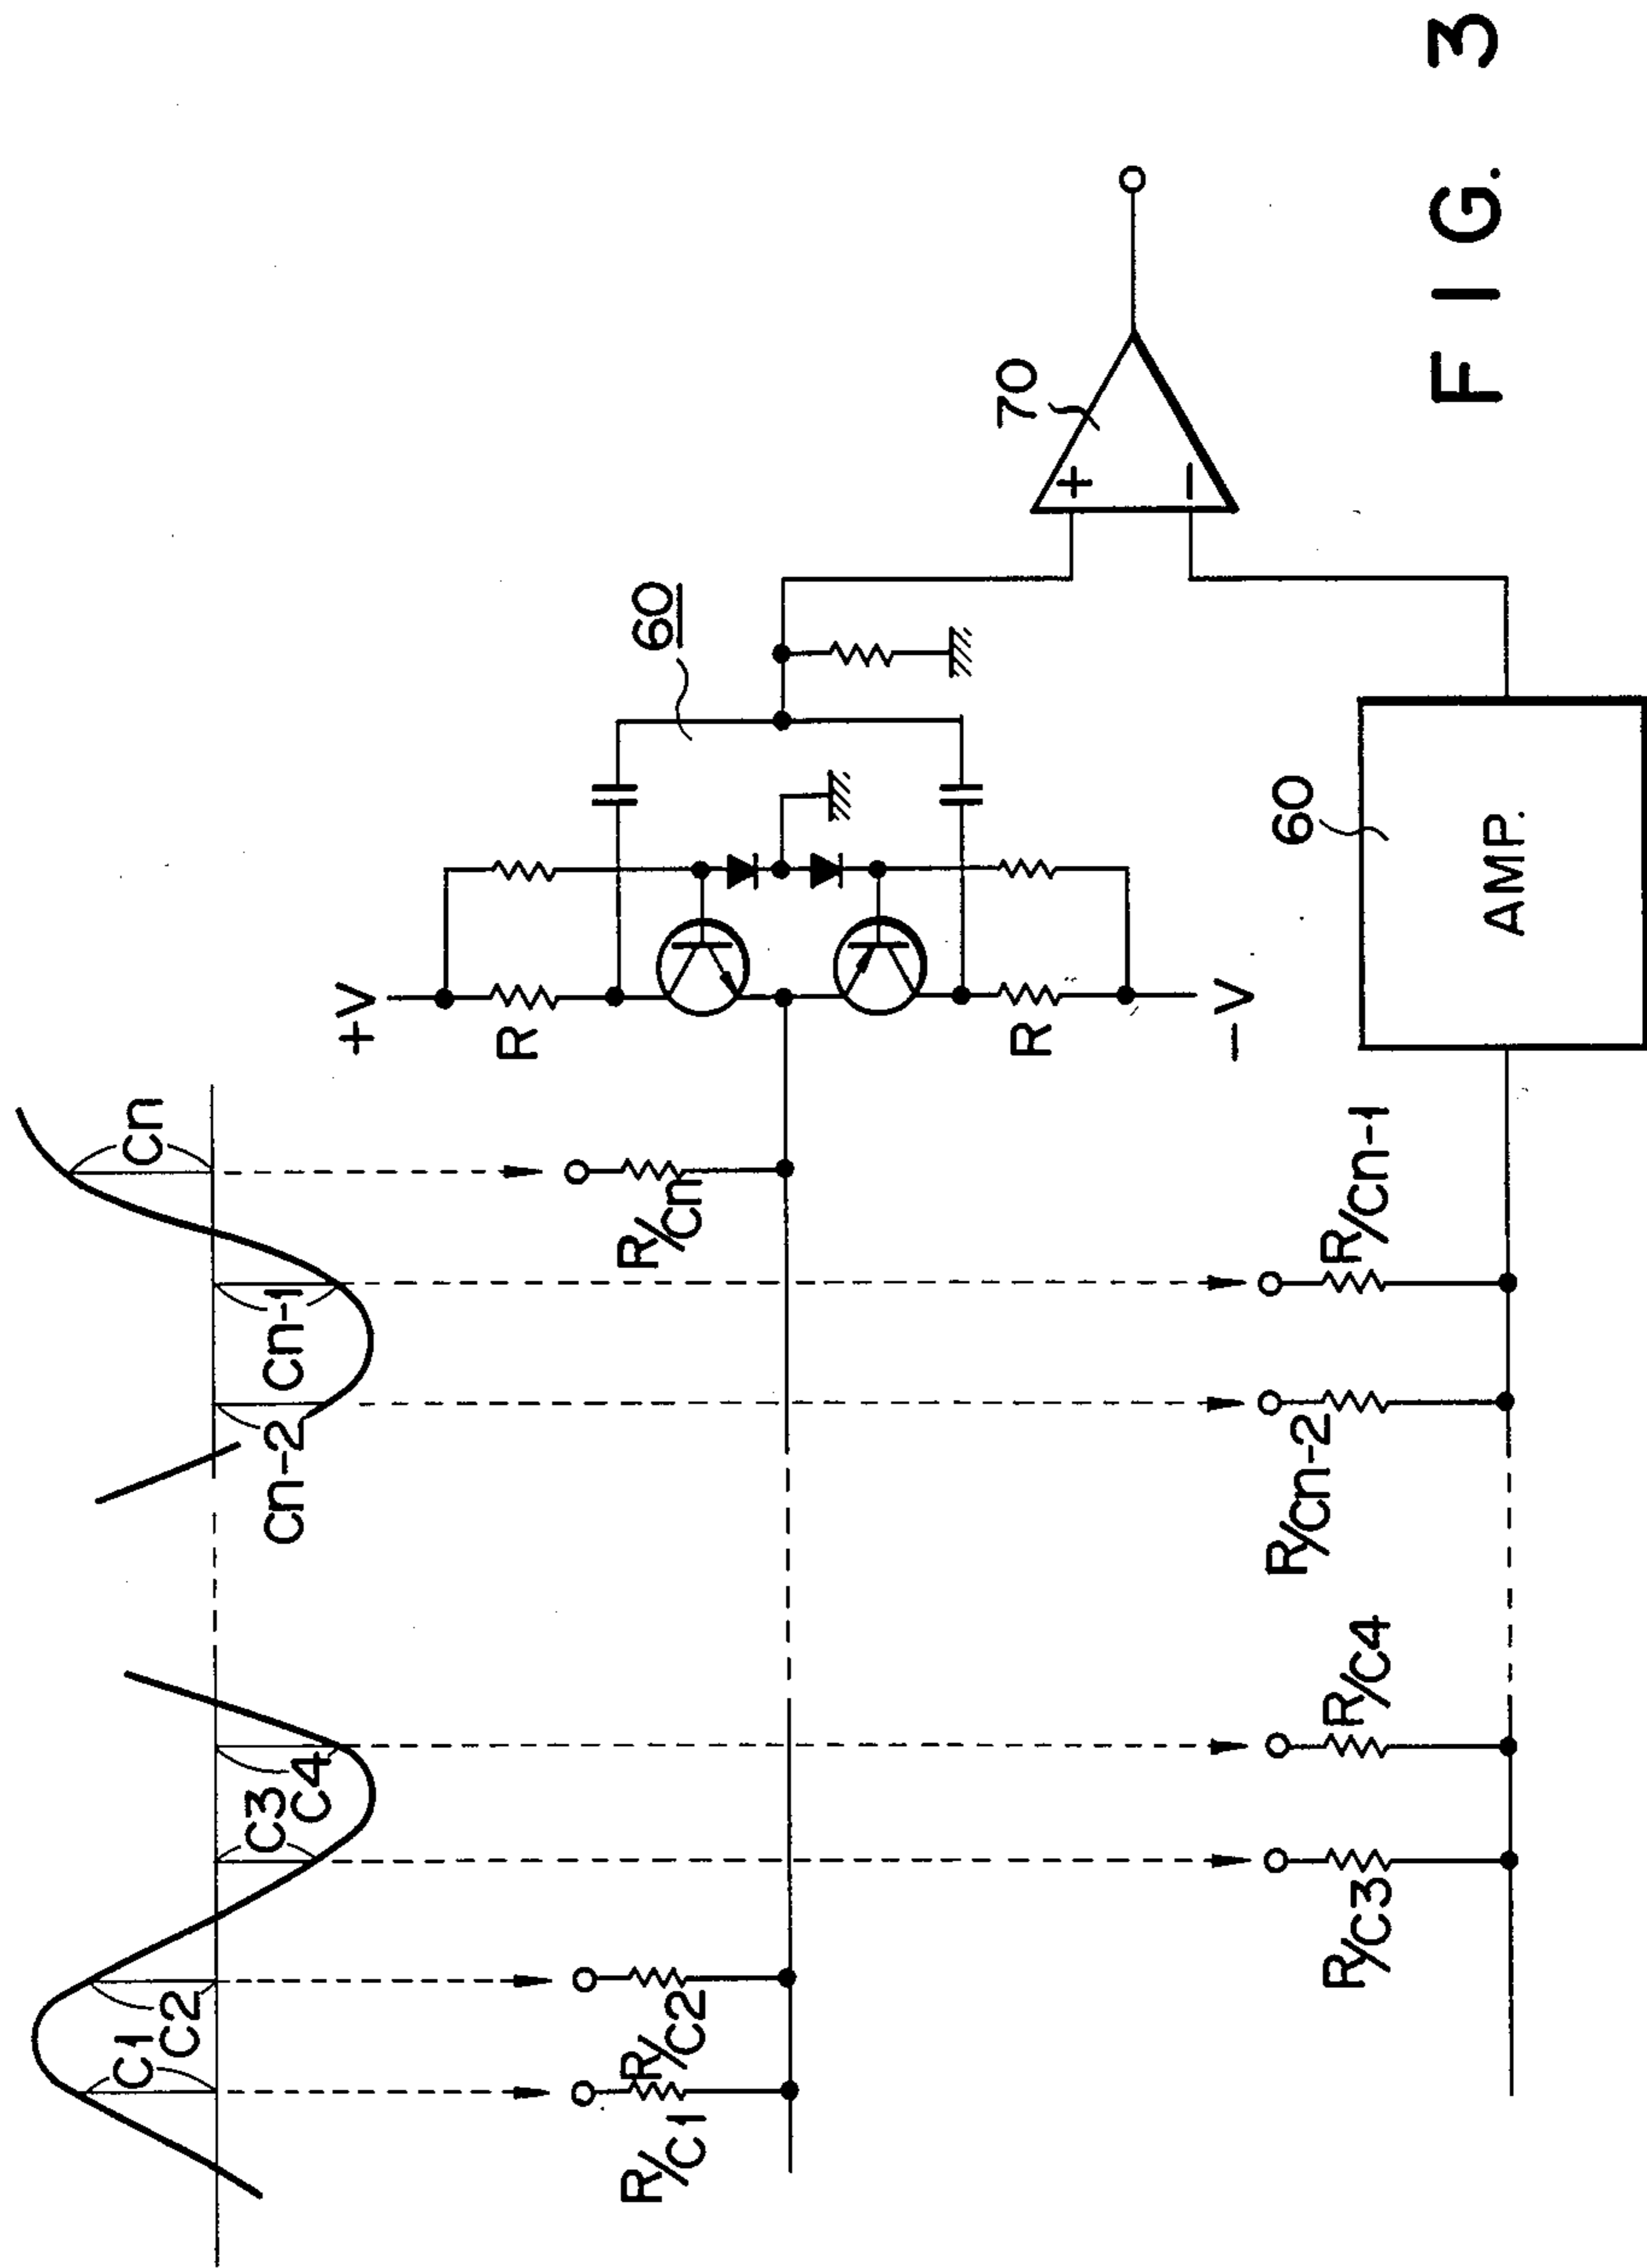 C1
C2
C3
C4
Cn-2
Cn-1
Cn
+V
R
R
-V
60
70
+
-
R/C1
R/C2
R/Cn
R/C3
R/C4
R/Cn-2
R/Cn-1
60
AMP.
FIG. 3